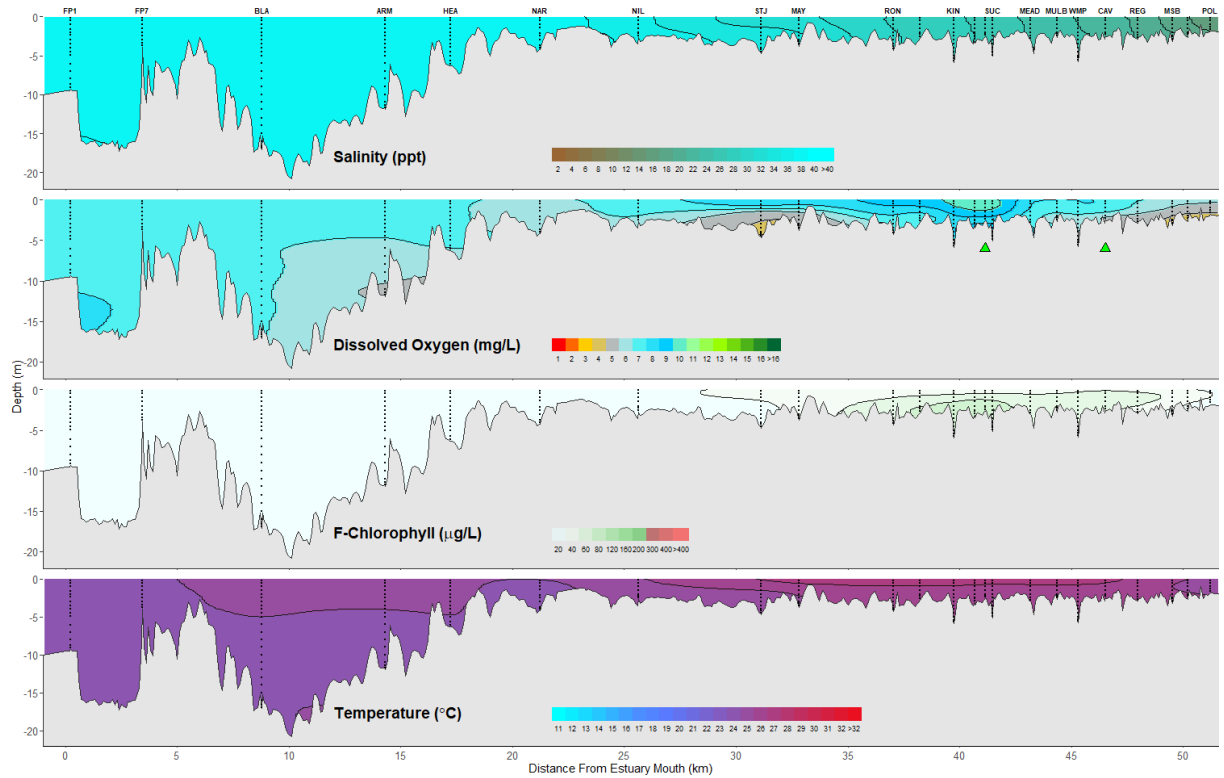 FP1 FP7 BLA ARM HEA NAR NIL STJ MAY RON KIN SUC MEAD MULB WMP CAV REG MSB POL
0
-5
-10
-15
-20
Salinity (ppt)
2 4 6 8 10 12 14 16 18 20 22 24 26 28 30 32 34 36 38 40 >40
0
-5
-10
-15
-20
Dissolved Oxygen (mg/L)
1 2 3 4 5 6 7 8 9 10 11 12 13 14 15 16 >16
Depth (m)
0
-5
-10
-15
-20
F-Chlorophyll (μg/L)
20 40 60 80 120 160 200 300 400 >400
0
-5
-10
-15
-20
Temperature (°C)
11 12 13 14 15 16 17 18 19 20 21 22 23 24 25 26 27 28 29 30 31 32 >32
0 5 10 15 20 25 30 35 40 45 50
Distance From Estuary Mouth (km)